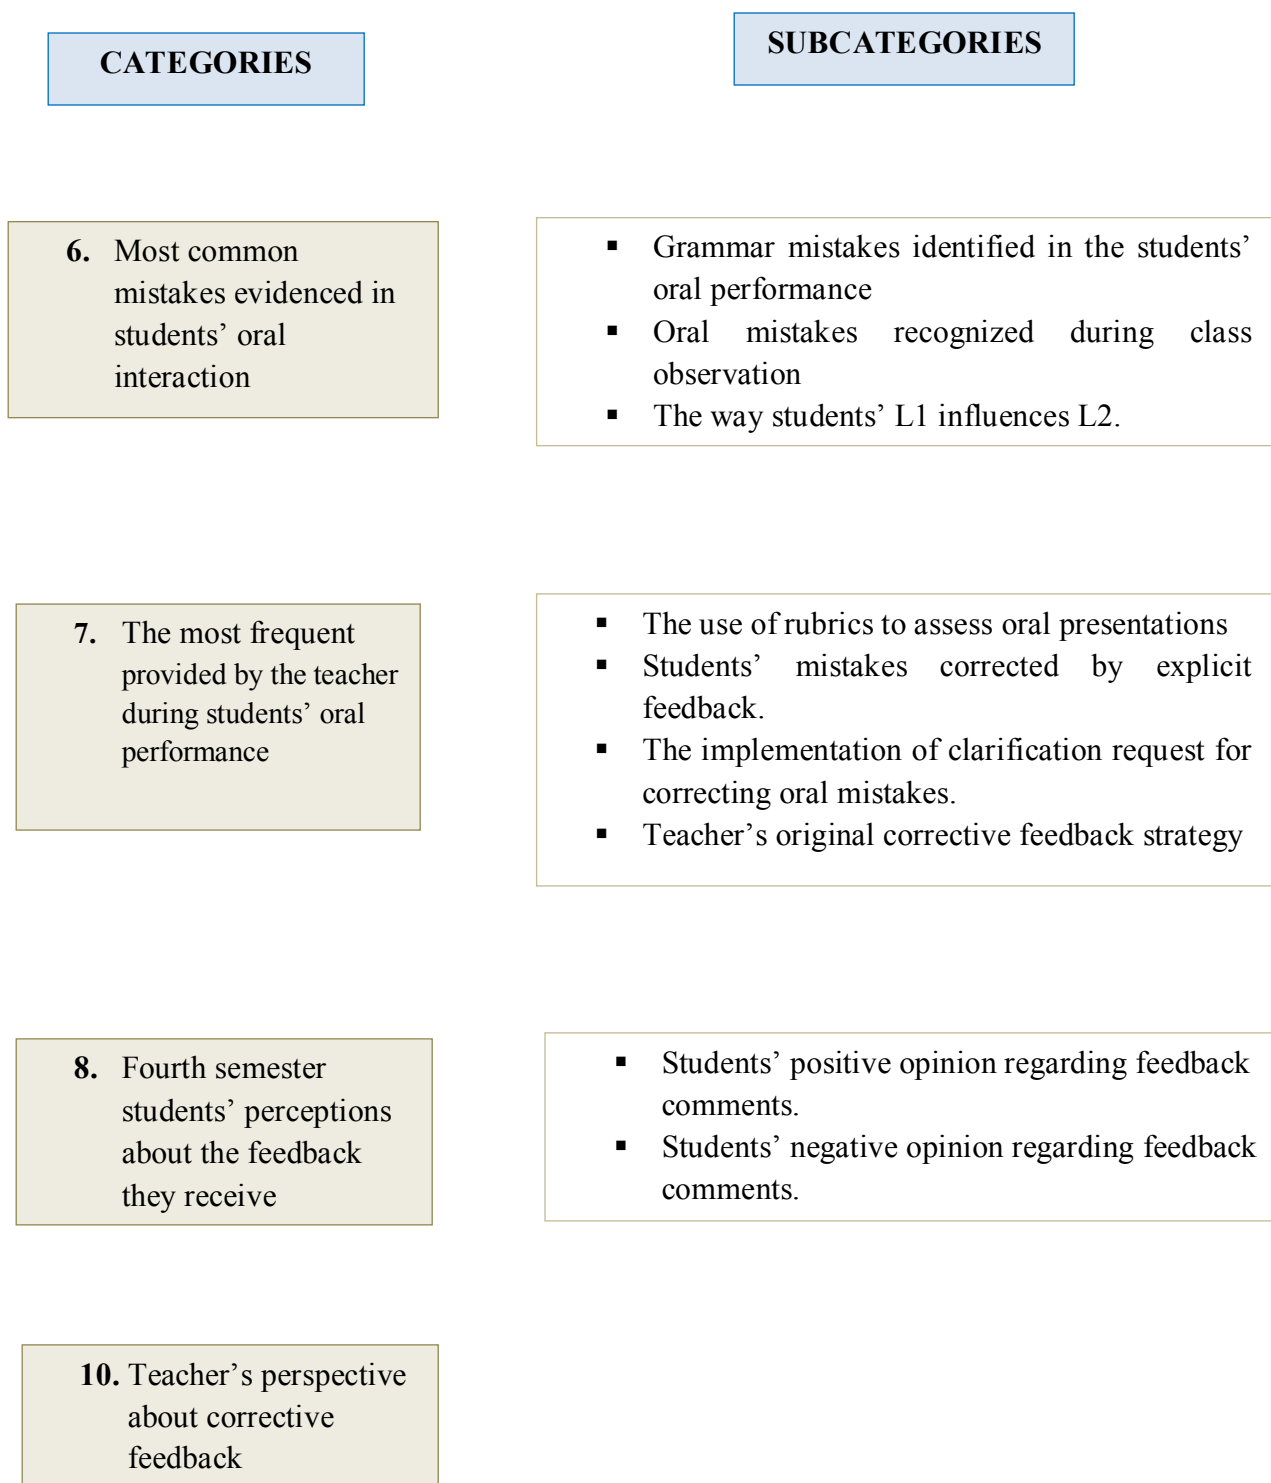 CATEGORIES
SUBCATEGORIES
6. Most common
mistakes evidenced in
students’ oral
interaction
▪ Grammar mistakes identified in the students’
oral performance
▪ Oral mistakes recognized during class
observation
▪ The way students’ L1 influences L2.
7. The most frequent
provided by the teacher
during students’ oral
performance
▪ The use of rubrics to assess oral presentations
▪ Students’ mistakes corrected by explicit
feedback.
▪ The implementation of clarification request for
correcting oral mistakes.
▪ Teacher’s original corrective feedback strategy
8. Fourth semester
students’ perceptions
about the feedback
they receive
▪ Students’ positive opinion regarding feedback
comments.
▪ Students’ negative opinion regarding feedback
comments.
10. Teacher’s perspective
about corrective
feedback